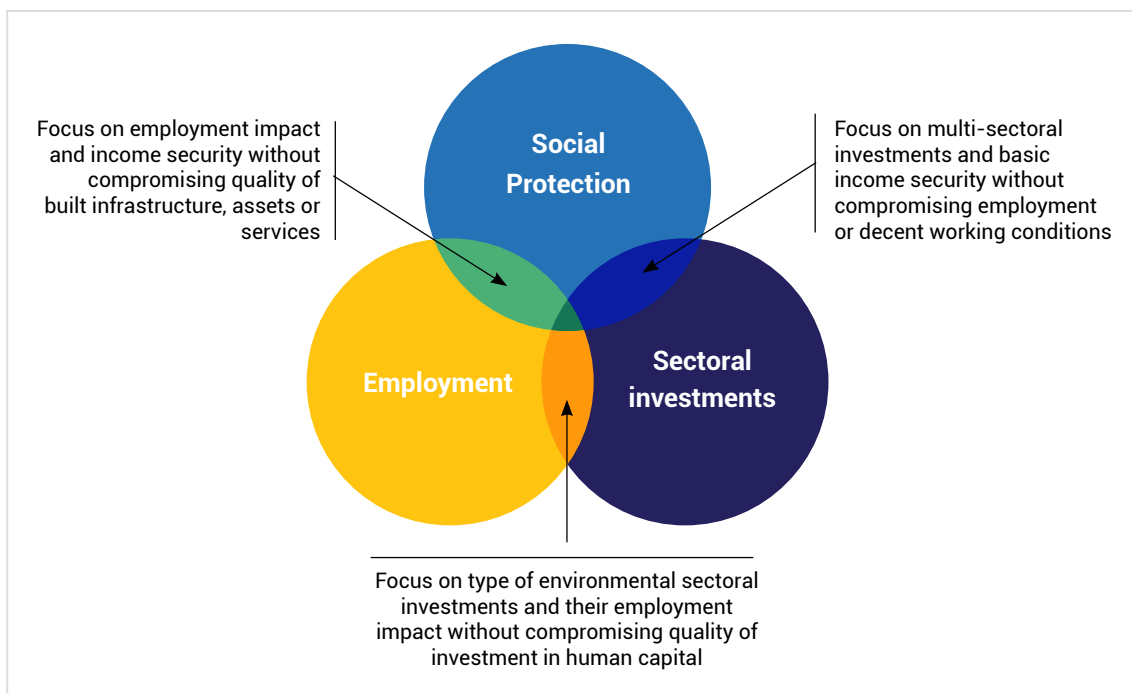 Focus on employment impact
and income security without
compromising quality of
built infrastructure, assets or
services
Social
Protection
Focus on multi-sectoral
investments and basic
income security without
compromising employment
or decent working conditions
Employment
Sectoral
investments
Focus on type of environmental sectoral
investments and their employment
impact without compromising quality of
investment in human capital